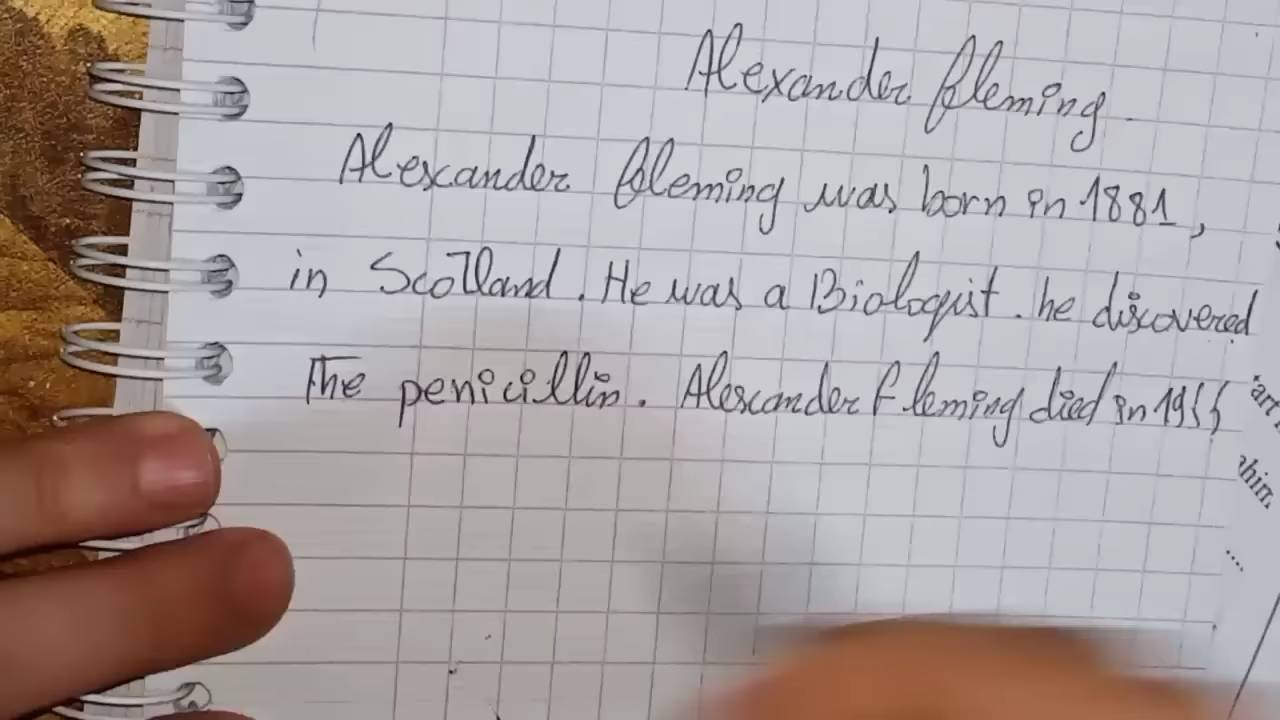 Alexander fleming
Alexander fleming was born in 1881,
in Scotland. He was a Biologist. he discovered
The penicillin. Alexander fleming died in 1955